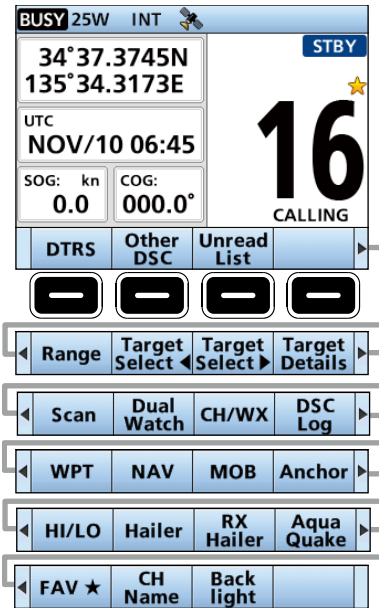 BUSY 25W INT
STBY
34°37.3745N
135°34.3173E
UTC
NOV/10 06:45
SOG: kn
0.0
COG:
000.0°
16
CALLING
DTRS
Other
DSC
Unread
List
Range
Target
Select ◀
Target
Select ▶
Target
Details
Scan
Dual
Watch
CH/WX
DSC
Log
WPT
NAV
MOB
Anchor
HI/LO
Hailer
RX
Hailer
Aqua
Quake
FAV ★
CH
Name
Back
light